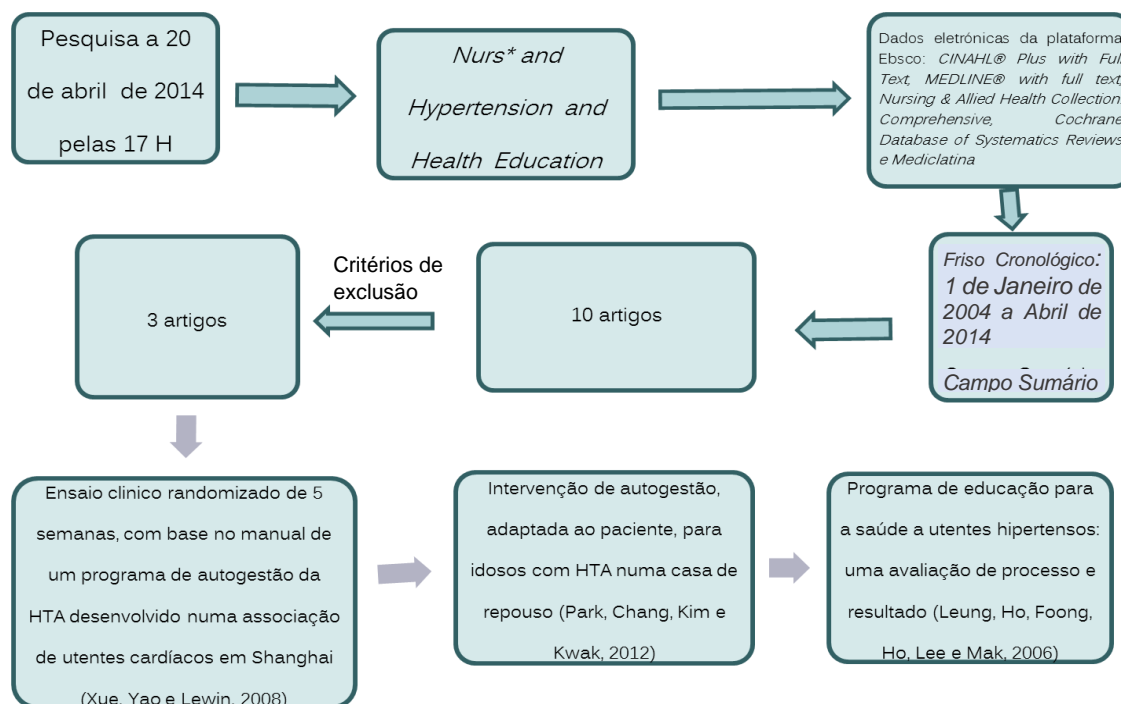 Pesquisa a 20
de abril de 2014
pelas 17 H
Nurs* and
Hypertension and
Health Education
Dados eletrónicas da plataforma
Ebsco: CINAHL® Plus with Full
Text, MEDLINE® with full text,
Nursing & Allied Health Collection:
Comprehensive, Cochrane
Database of Systematics Reviews
e Mediclatina
Friso Cronológico:
1 de Janeiro de
2004 a Abril de
2014
Campo Sumário
10 artigos
Critérios de
exclusão
3 artigos
Ensaio clinico randomizado de 5
semanas, com base no manual de
um programa de autogestão da
HTA desenvolvido numa associação
de utentes cardíacos em Shanghai
(Xue, Yao e Lewin, 2008)
Intervenção de autogestão,
adaptada ao paciente, para
idosos com HTA numa casa de
repouso (Park, Chang, Kim e
Kwak, 2012)
Programa de educação para
a saúde a utentes hipertensos:
uma avaliação de processo e
resultado (Leung, Ho, Foong,
Ho, Lee e Mak, 2006)